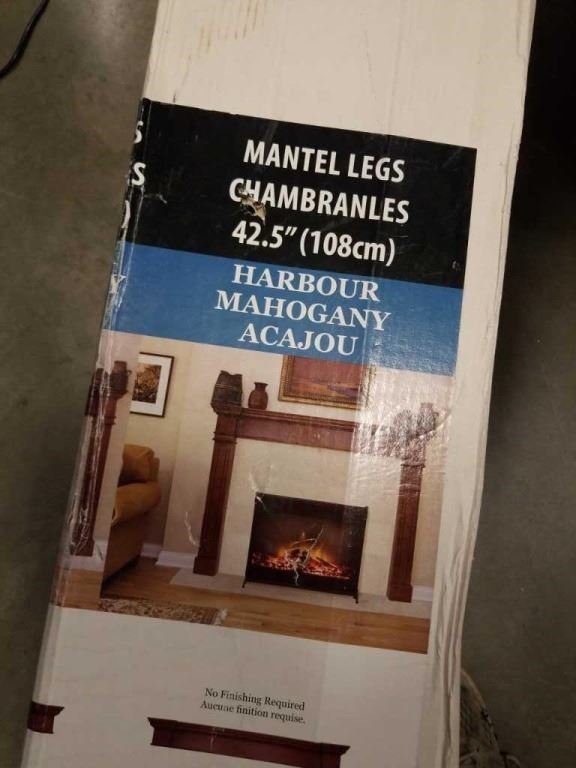 MANTEL LEGS
CHAMBRANLES
42.5" (108cm)
HARBOUR
MAHOGANY
ACAJOU
No Finishing Required
Aucune finition requise.
S
S
)
Y